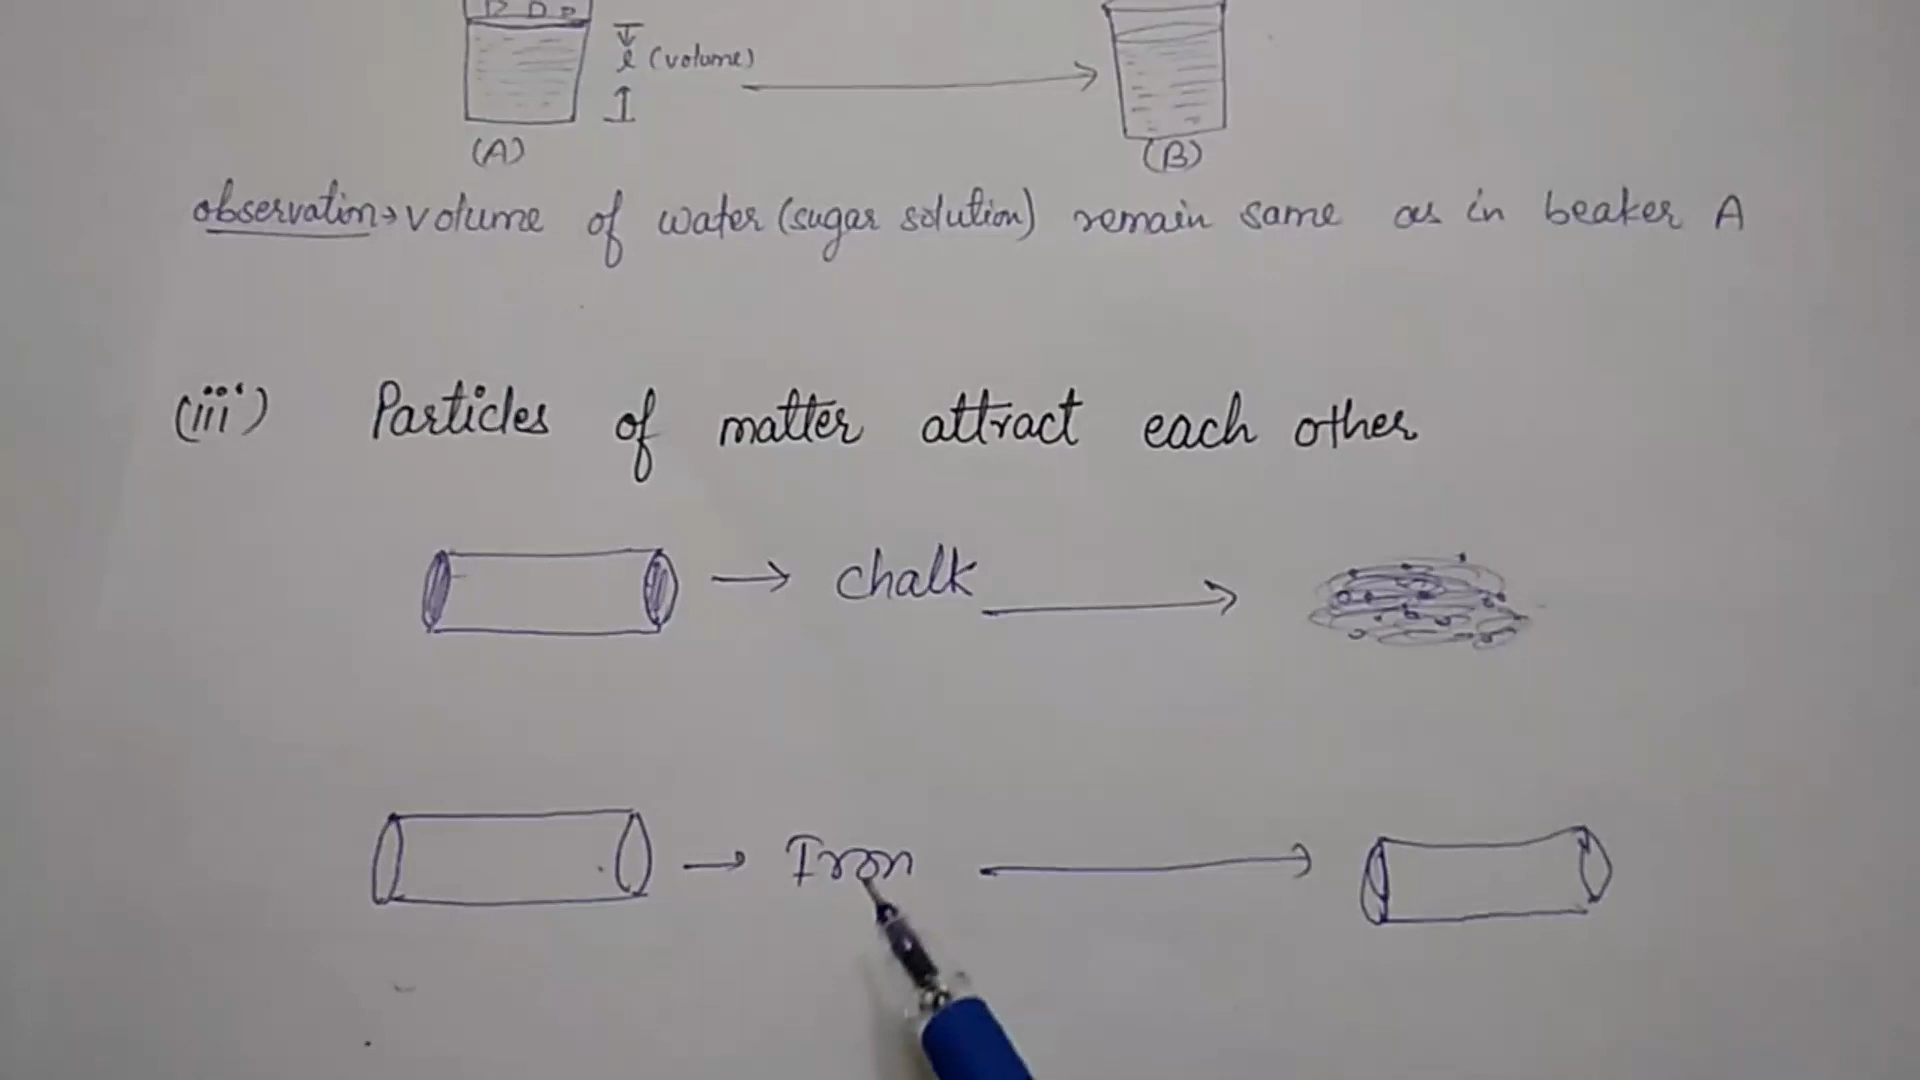 l (volume)
(A) (B)
observation → volume of water (sugar solution) remain same as in beaker A
(iii) Particles of matter attract each other
→ chalk →
→ Iron →